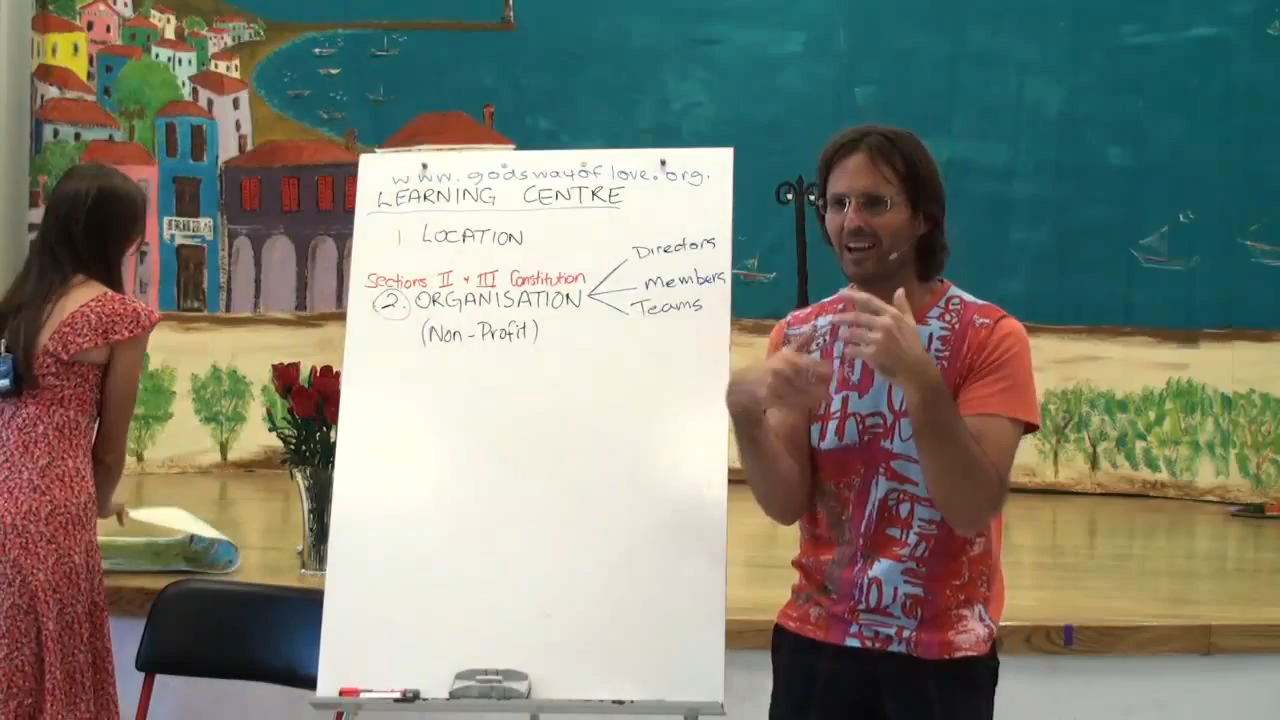 www.godswayoflove.org.
LEARNING CENTRE
1 LOCATION
Sections II + III Constitution
2. ORGANISATION
(Non-Profit)
Directors
Members
Teams